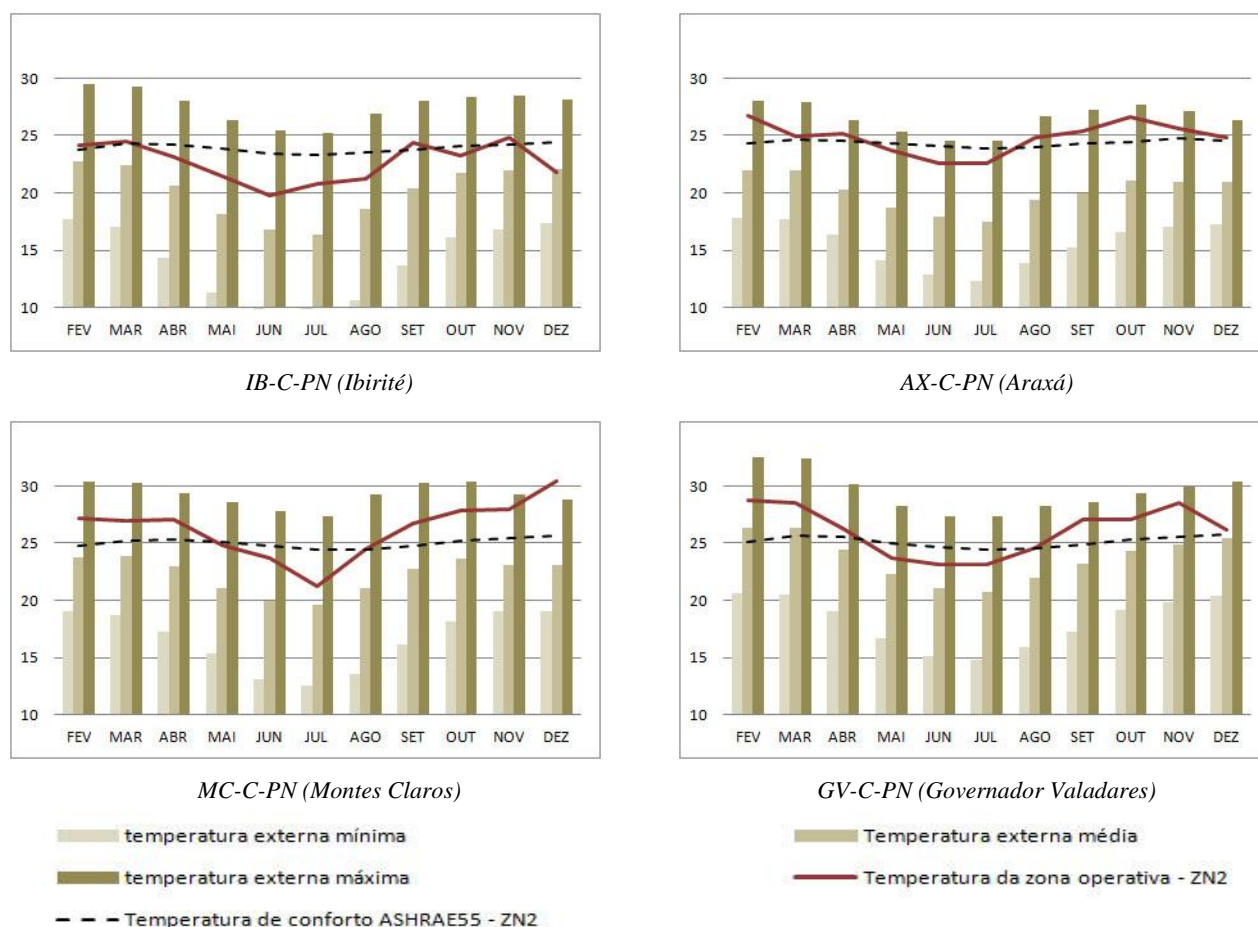 30
25
20
15
10
FEV MAR ABR MAI JUN JUL AGO SET OUT NOV DEZ
IB-C-PN (Ibirité)
30
25
20
15
10
FEV MAR ABR MAI JUN JUL AGO SET OUT NOV DEZ
AX-C-PN (Araxá)
30
25
20
15
10
FEV MAR ABR MAI JUN JUL AGO SET OUT NOV DEZ
MC-C-PN (Montes Claros)
30
25
20
15
10
FEV MAR ABR MAI JUN JUL AGO SET OUT NOV DEZ
GV-C-PN (Governador Valadares)
temperatura externa mínima
Temperatura externa média
temperatura externa máxima
Temperatura da zona operativa - ZN2
Temperatura de conforto ASHRAE55 - ZN2